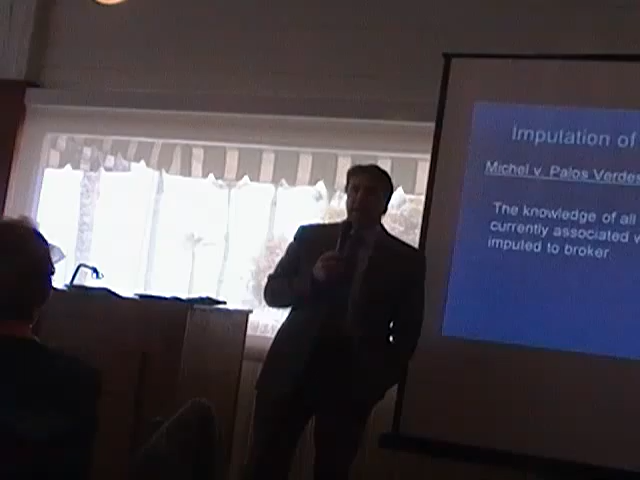 Imputation of
Michel v. Palos Verdes
The knowledge of all
currently associated
imputed to broker